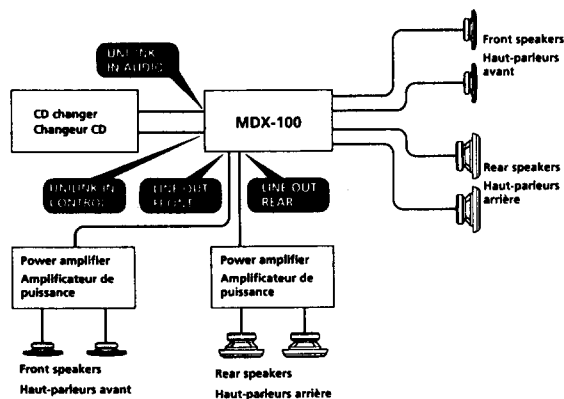 UNILINK
IN AUDIO
Front speakers
Haut-parleurs
avant
CD changer
Changeur CD
MDX-100
Rear speakers
Haut-parleurs
arrière
UNILINK IN
CONTROL
LINE OUT
FRONT
LINE OUT
REAR
Power amplifier
Amplificateur de
puissance
Power amplifier
Amplificateur de
puissance
Front speakers
Haut-parleurs avant
Rear speakers
Haut-parleurs arrière